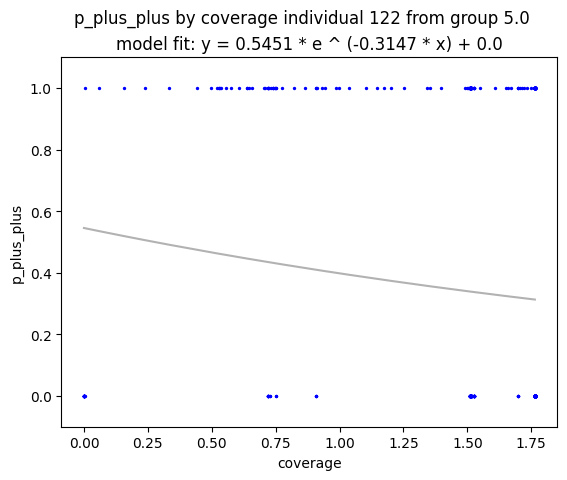 p_plus_plus by coverage individual 122 from group 5.0
model fit: y = 0.5451 * e ^ (-0.3147 * x) + 0.0
1.0
0.8
0.6
0.4
0.2
0.0
p_plus_plus
0.00 0.25 0.50 0.75 1.00 1.25 1.50 1.75
coverage